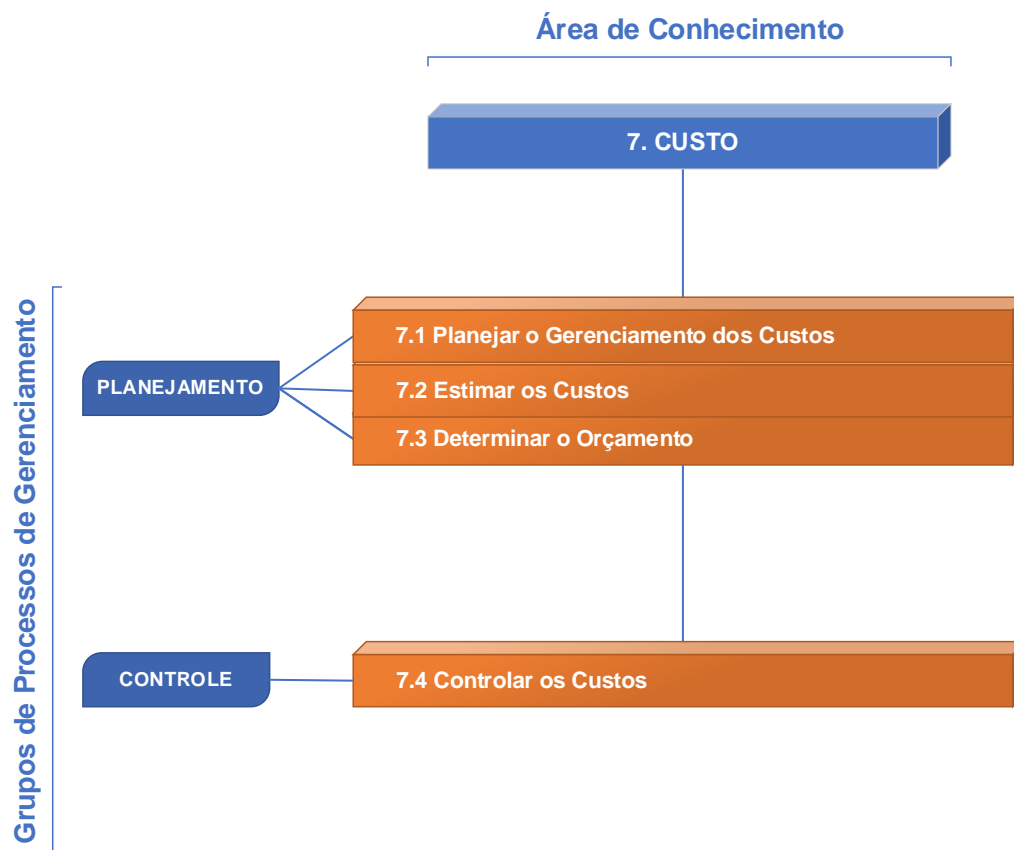 Área de Conhecimento
7. CUSTO
Grupos de Processos de Gerenciamento
PLANEJAMENTO
7.1 Planejar o Gerenciamento dos Custos
7.2 Estimar os Custos
7.3 Determinar o Orçamento
CONTROLE
7.4 Controlar os Custos